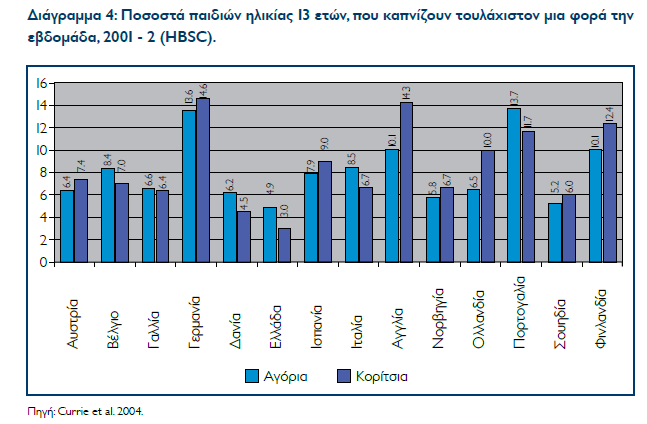 Διάγραμμα 4: Ποσοστά παιδιών ηλικίας 13 ετών, που καπνίζουν τουλάχιστον μια φορά την
εβδομάδα, 2001 - 2 (HBSC).
16
14
12
10
8
6
4
2
0
6.4 7.4 8.4 7.0 6.6 6.4 13.6 14.6 6.2 4.5 4.9 3.0 7.9 9.0 8.5 6.7 10.1 14.3 5.8 6.7 6.5 10.0 13.7 11.7 5.2 6.0 10.1 12.4
Αυστρία Βέλγιο Γαλλία Γερμανία Δανία Ελλάδα Ισπανία Ιταλία Αγγλία Νορβηγία Ολλανδία Πορτογαλία Σουηδία Φινλανδία
Αγόρια Κορίτσια
Πηγή: Currie et al. 2004.